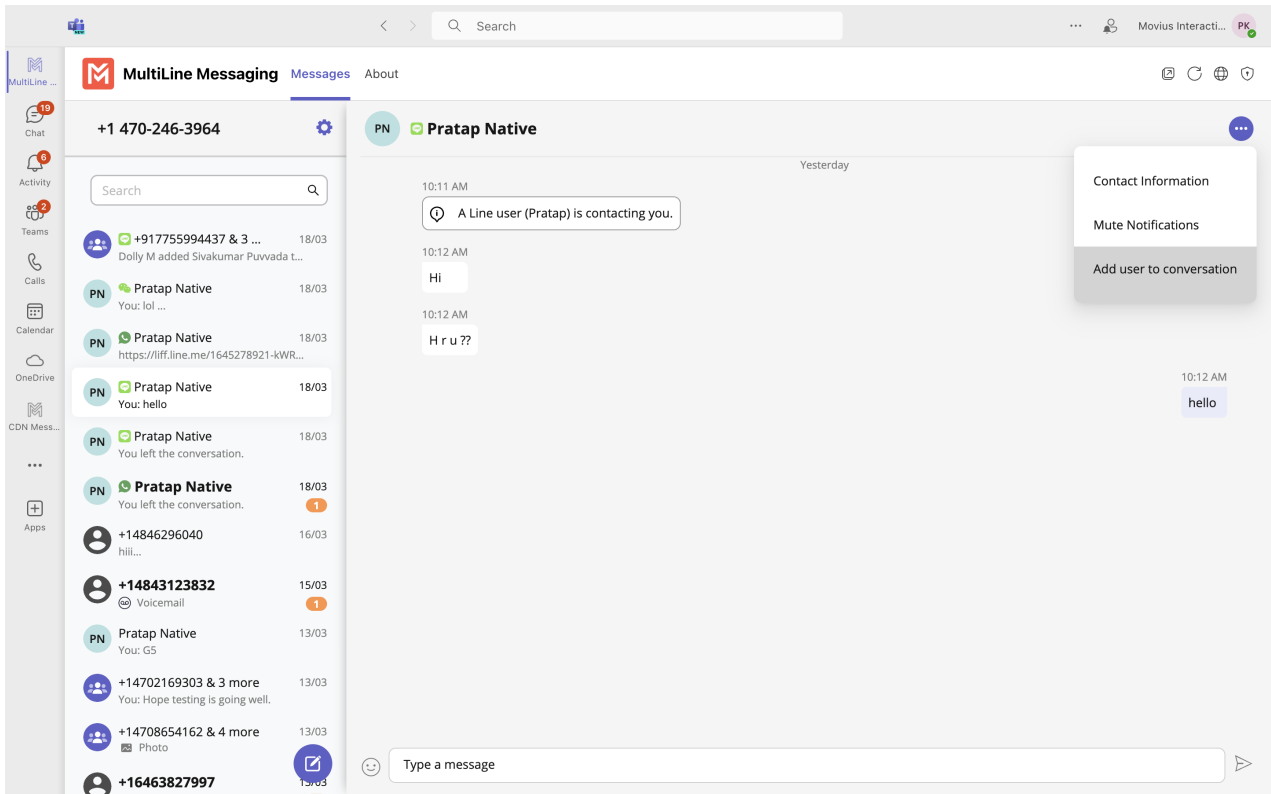 NEW
Search
Movius Interacti...
PK
MultiLine ...
19
Chat
6
Activity
2
Teams
Calls
Calendar
OneDrive
CDN Mess...
Apps
MultiLine Messaging
Messages
About
+1 470-246-3964
Search
+917755994437 & 3 ...
18/03
Dolly M added Sivakumar Puvvada t...
PN
Pratap Native
18/03
You: lol ...
PN
Pratap Native
18/03
https://liff.line.me/1645278921-kWR...
PN
Pratap Native
18/03
You: hello
PN
Pratap Native
18/03
You left the conversation.
PN
Pratap Native
18/03
You left the conversation.
1
+14846296040
16/03
hiii...
+14843123832
15/03
Voicemail
1
PN
Pratap Native
13/03
You: G5
+14702169303 & 3 more
13/03
You: Hope testing is going well.
+14708654162 & 4 more
13/03
Photo
+16463827997
13/03
PN
Pratap Native
Yesterday
10:11 AM
A Line user (Pratap) is contacting you.
10:12 AM
Hi
10:12 AM
H r u ??
10:12 AM
hello
Contact Information
Mute Notifications
Add user to conversation
Type a message